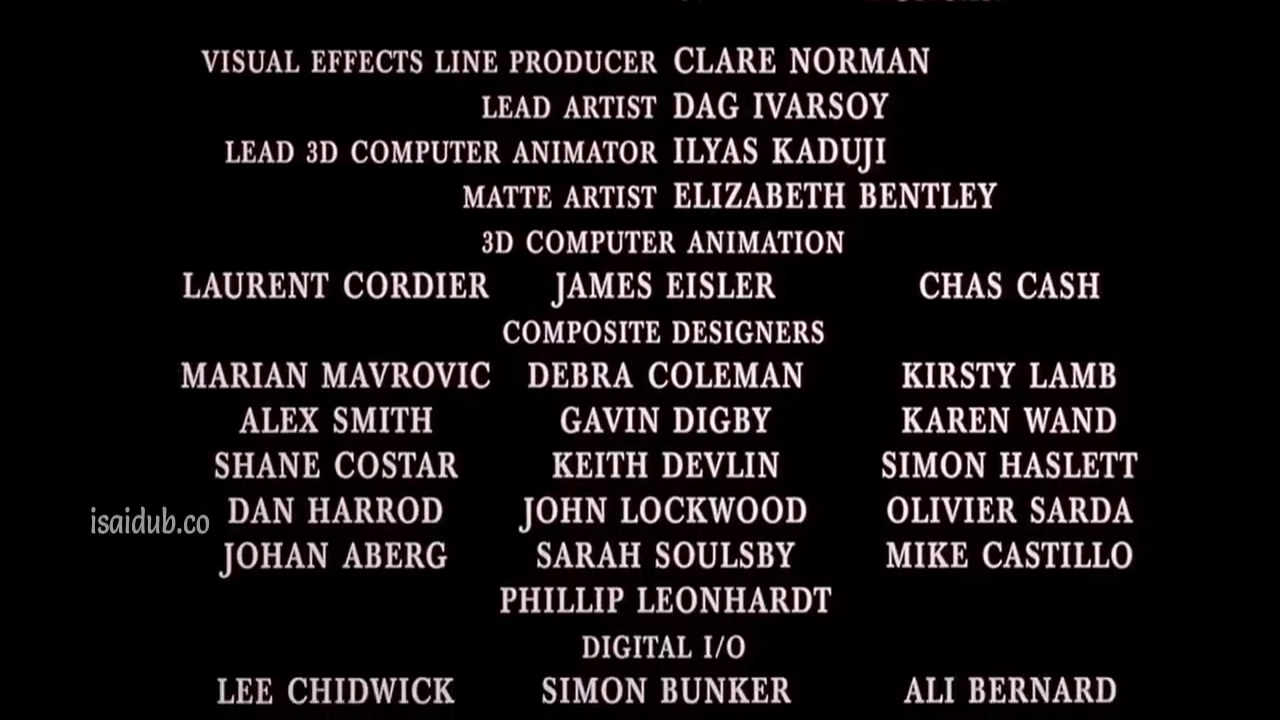 VISUAL EFFECTS LINE PRODUCER CLARE NORMAN
LEAD ARTIST DAG IVARSOY
LEAD 3D COMPUTER ANIMATOR ILYAS KADUJI
MATTE ARTIST ELIZABETH BENTLEY
3D COMPUTER ANIMATION
LAURENT CORDIER JAMES EISLER CHAS CASH
COMPOSITE DESIGNERS
MARIAN MAVROVIC DEBRA COLEMAN KIRSTY LAMB
ALEX SMITH GAVIN DIGBY KAREN WAND
SHANE COSTAR KEITH DEVLIN SIMON HASLETT
isaidub.co DAN HARROD JOHN LOCKWOOD OLIVIER SARDA
JOHAN ABERG SARAH SOULSBY MIKE CASTILLO
PHILLIP LEONHARDT
DIGITAL I/O
LEE CHIDWICK SIMON BUNKER ALI BERNARD